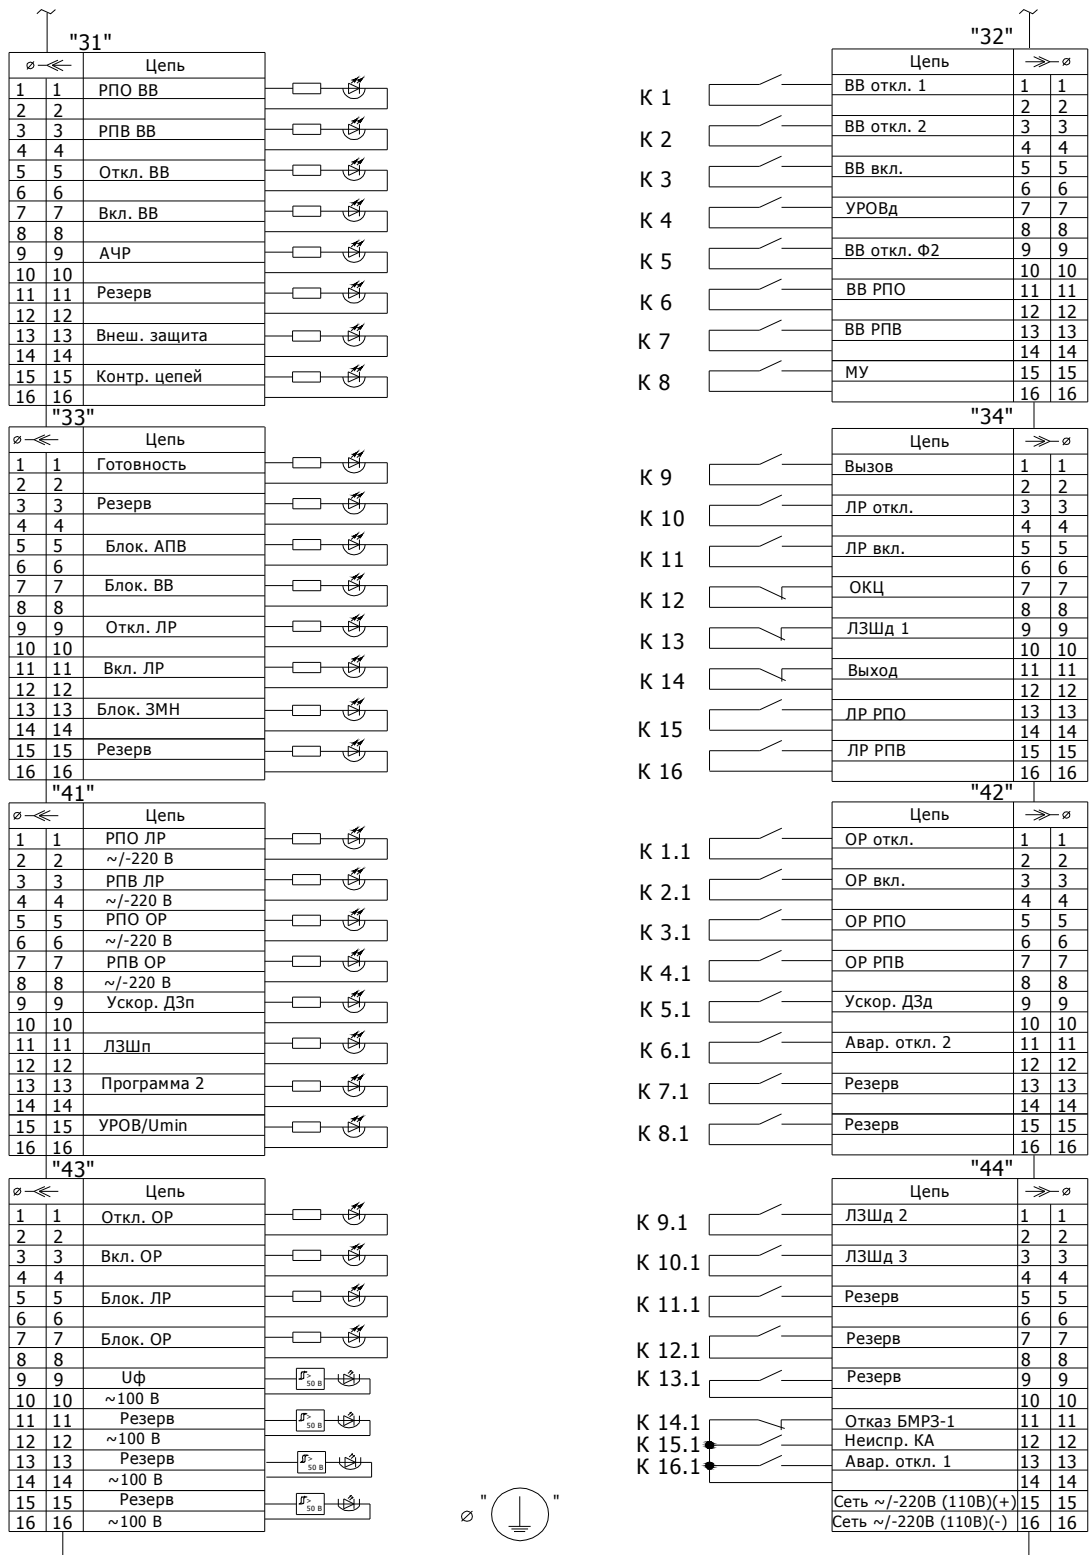 "31"
Цепь
1 1 РПО ВВ
2 2
3 3 РПВ ВВ
4 4
5 5 Откл. ВВ
6 6
7 7 Вкл. ВВ
8 8
9 9 АЧР
10 10
11 11 Резерв
12 12
13 13 Внеш. защита
14 14
15 15 Контр. цепей
16 16
"32"
Цепь
К 1 ВВ откл. 1 1 1
2 2
К 2 ВВ откл. 2 3 3
4 4
К 3 ВВ вкл. 5 5
6 6
К 4 УРОВд 7 7
8 8
К 5 ВВ откл. Ф2 9 9
10 10
К 6 ВВ РПО 11 11
12 12
К 7 ВВ РПВ 13 13
14 14
К 8 МУ 15 15
16 16
"33"
Цепь
1 1 Готовность
2 2
3 3 Резерв
4 4
5 5 Блок. АПВ
6 6
7 7 Блок. ВВ
8 8
9 9 Откл. ЛР
10 10
11 11 Вкл. ЛР
12 12
13 13 Блок. ЗМН
14 14
15 15 Резерв
16 16
"34"
Цепь
К 9 Вызов 1 1
2 2
К 10 ЛР откл. 3 3
4 4
К 11 ЛР вкл. 5 5
6 6
К 12 ОКЦ 7 7
8 8
К 13 ЛЗШд 1 9 9
10 10
К 14 Выход 11 11
12 12
К 15 ЛР РПО 13 13
14 14
К 16 ЛР РПВ 15 15
16 16
"41"
Цепь
1 1 РПО ЛР
2 2 ~/-220 В
3 3 РПВ ЛР
4 4 ~/-220 В
5 5 РПО ОР
6 6 ~/-220 В
7 7 РПВ ОР
8 8 ~/-220 В
9 9 Ускор. ДЗп
10 10
11 11 ЛЗШп
12 12
13 13 Программа 2
14 14
15 15 УРОВ/Umin
16 16
"42"
Цепь
К 1.1 ОР откл. 1 1
2 2
К 2.1 ОР вкл. 3 3
4 4
К 3.1 ОР РПО 5 5
6 6
К 4.1 ОР РПВ 7 7
8 8
К 5.1 Ускор. ДЗд 9 9
10 10
К 6.1 Авар. откл. 2 11 11
12 12
К 7.1 Резерв 13 13
14 14
К 8.1 Резерв 15 15
16 16
"43"
Цепь
1 1 Откл. ОР
2 2
3 3 Вкл. ОР
4 4
5 5 Блок. ЛР
6 6
7 7 Блок. ОР
8 8
9 9 Uф > 50 В
10 10 ~100 В
11 11 Резерв > 50 В
12 12 ~100 В
13 13 Резерв > 50 В
14 14 ~100 В
15 15 Резерв > 50 В
16 16 ~100 В
"44"
Цепь
К 9.1 ЛЗШд 2 1 1
2 2
К 10.1 ЛЗШд 3 3 3
4 4
К 11.1 Резерв 5 5
6 6
К 12.1 Резерв 7 7
8 8
К 13.1 Резерв 9 9
10 10
К 14.1 Отказ БМРЗ-1 11 11
К 15.1 Неиспр. КА 12 12
К 16.1 Авар. откл. 1 13 13
14 14
Сеть ~/-220В (110В)(+) 15 15
Сеть ~/-220В (110В)(-) 16 16
" "